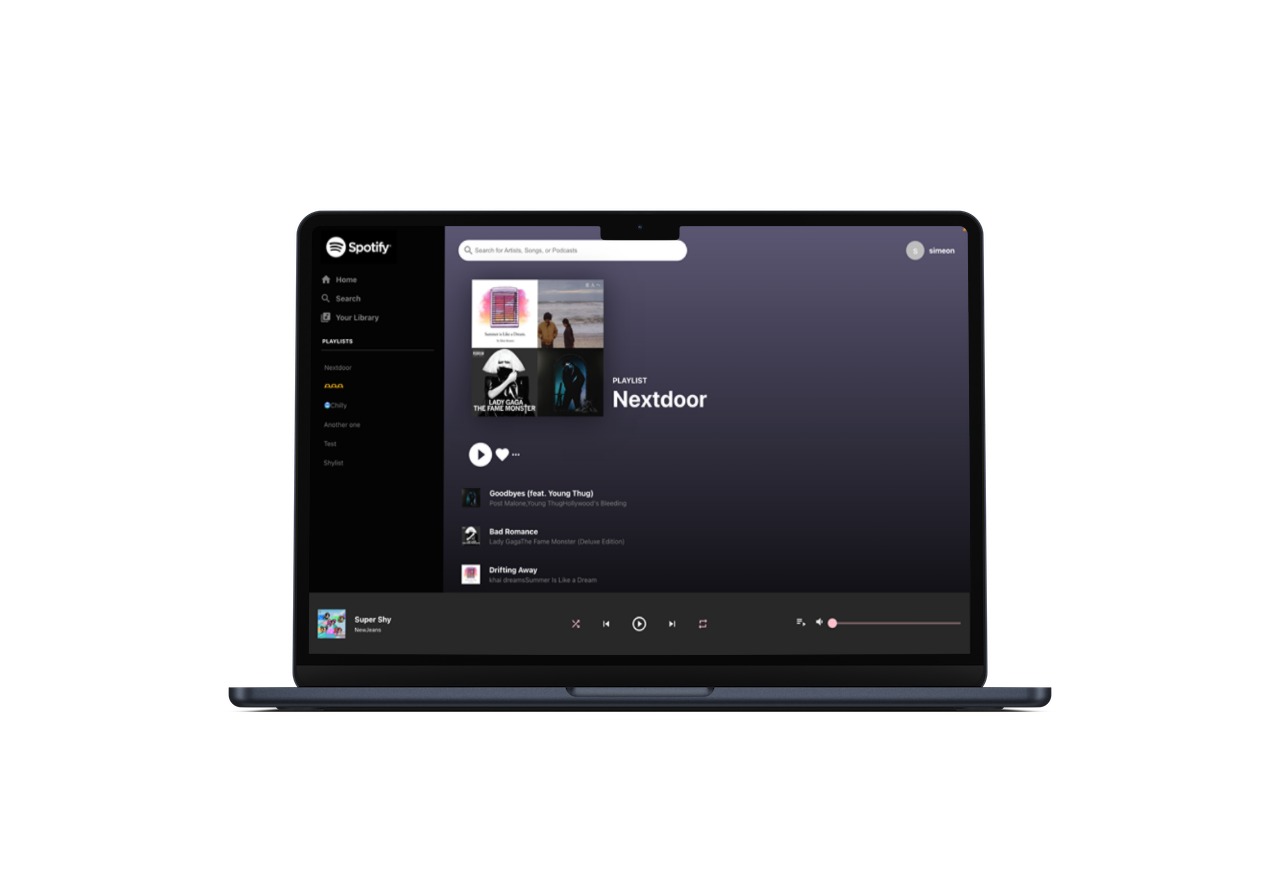 Spotify
Home
Search
Your Library
PLAYLISTS
Nextdoor
Chilly
Another one
Test
Shylist
Search for Artists, Songs, or Podcasts
S simeon
Summer is Like a Dream
LADY GAGA
THE FAME MONSTER
PLAYLIST
Nextdoor
Goodbyes (feat. Young Thug)
Post Malone,Young ThugHollywood's Bleeding
Bad Romance
Lady GagaThe Fame Monster (Deluxe Edition)
Drifting Away
khai dreamsSummer Is Like a Dream
Super Shy
NewJeans